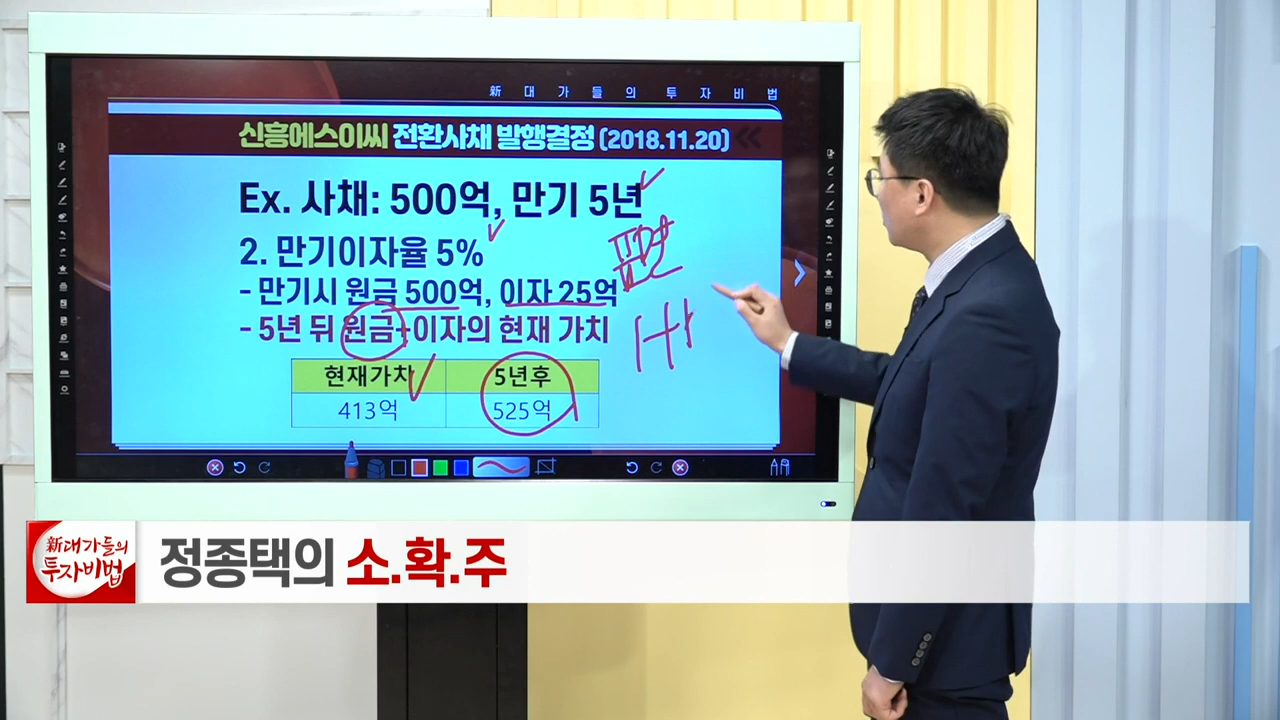 新 대 가 들 의 투 자 비 법
신흥에스이씨 전환사채 발행결정 (2018.11.20)
Ex. 사채: 500억, 만기 5년
2. 만기이자율 5%
- 만기시 원금 500억, 이자 25억
- 5년 뒤 원금+이자의 현재 가치
현재가치 5년후
413억 525억
新 대가들의
투자비법
정종택의 소.확.주